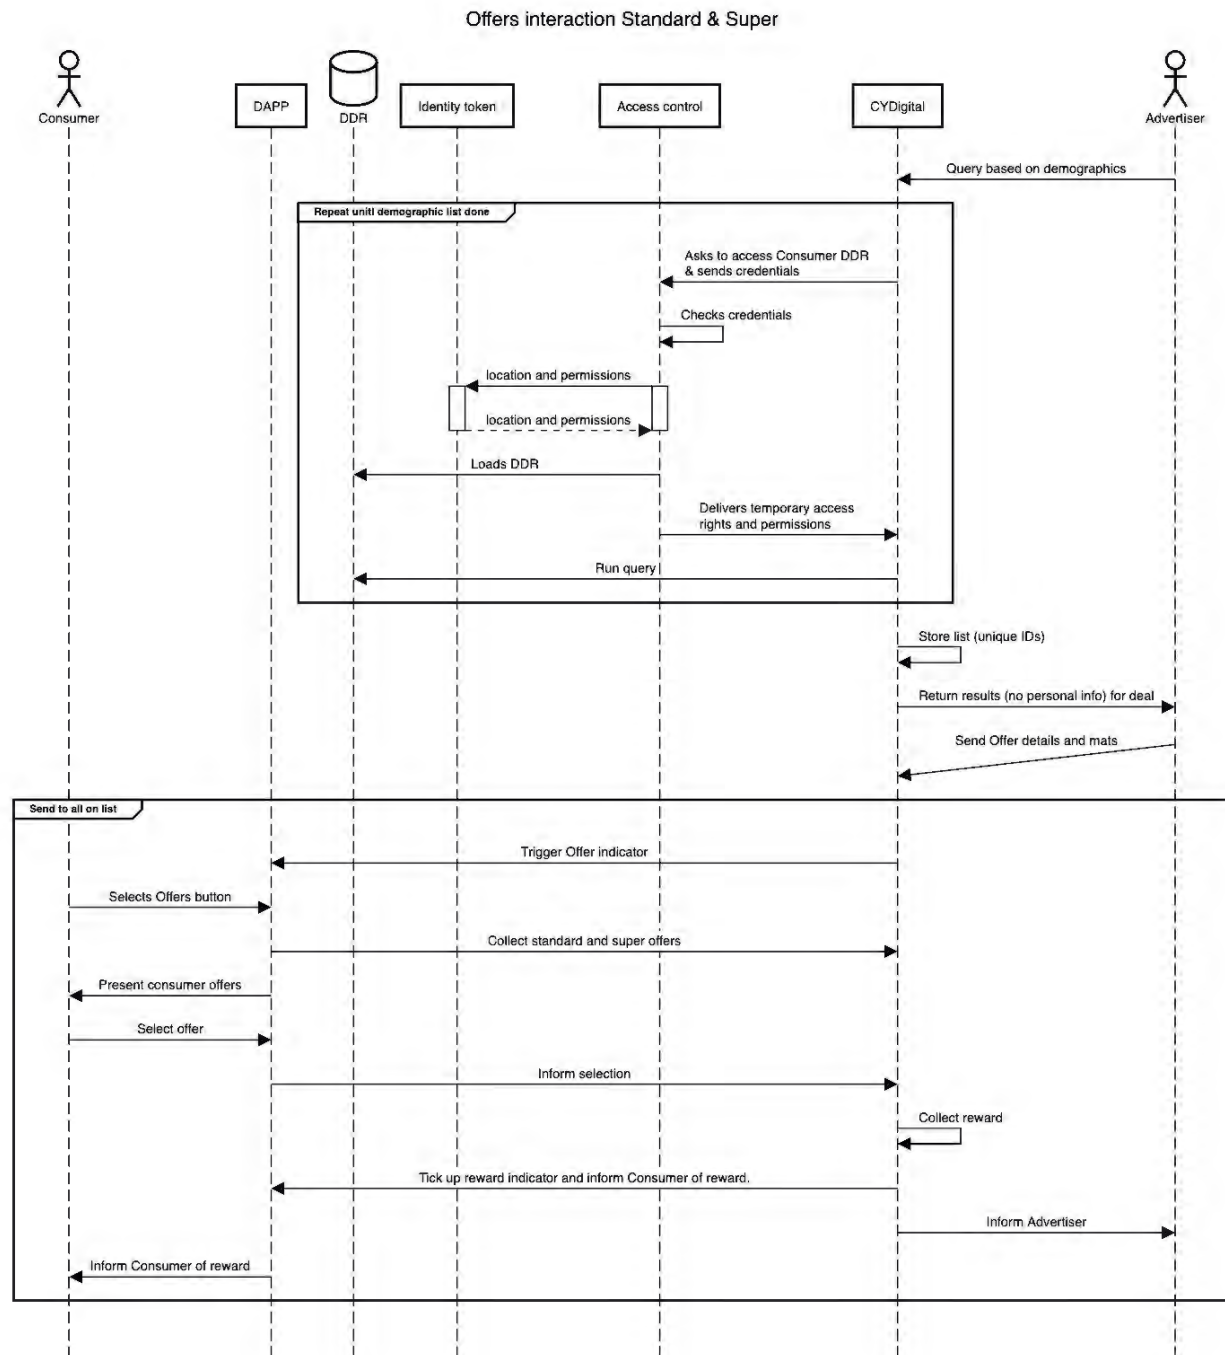 Offers interaction Standard & Super
Consumer
DAPP
DDR
Identity token
Access control
CYDigital
Advertiser
Query based on demographics
Repeat unitl demographic list done
Asks to access Consumer DDR
& sends credentials
Checks credentials
location and permissions
location and permissions
Loads DDR
Delivers temporary access
rights and permissions
Run query
Store list (unique IDs)
Return results (no personal info) for deal
Send Offer details and mats
Send to all on list
Trigger Offer indicator
Selects Offers button
Collect standard and super offers
Present consumer offers
Select offer
Inform selection
Collect reward
Tick up reward indicator and inform Consumer of reward.
Inform Advertiser
Inform Consumer of reward